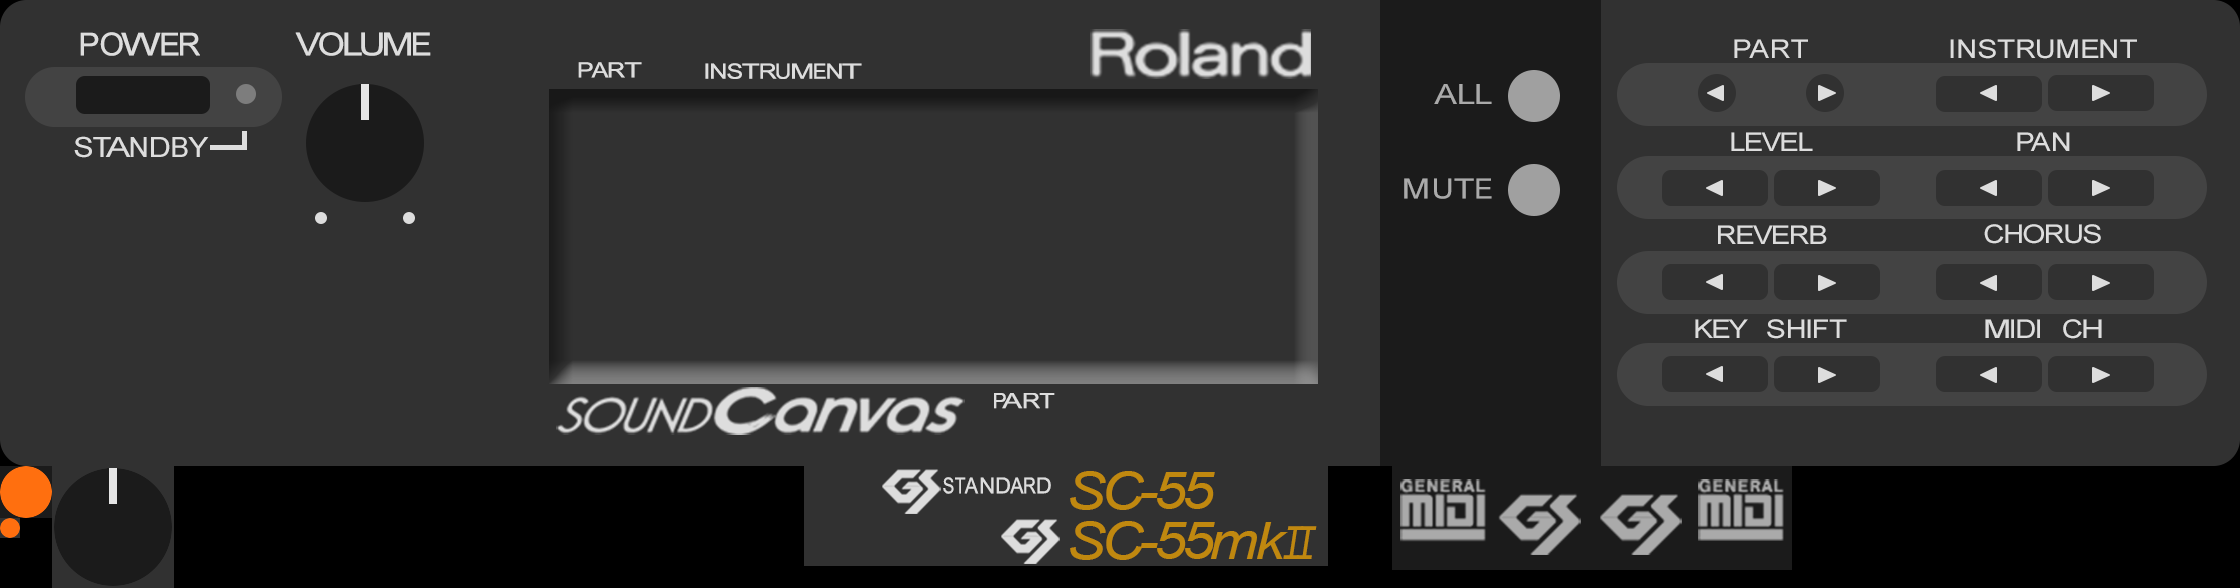 POWER
VOLUME
STANDBY
PART INSTRUMENT
Roland
SOUND Canvas
PART
ALL
MUTE
PART INSTRUMENT
LEVEL PAN
REVERB CHORUS
KEY SHIFT MIDI CH
GS STANDARD SC-55
GS SC-55mkII
GENERAL
MIDI
GS
GS
GENERAL
MIDI